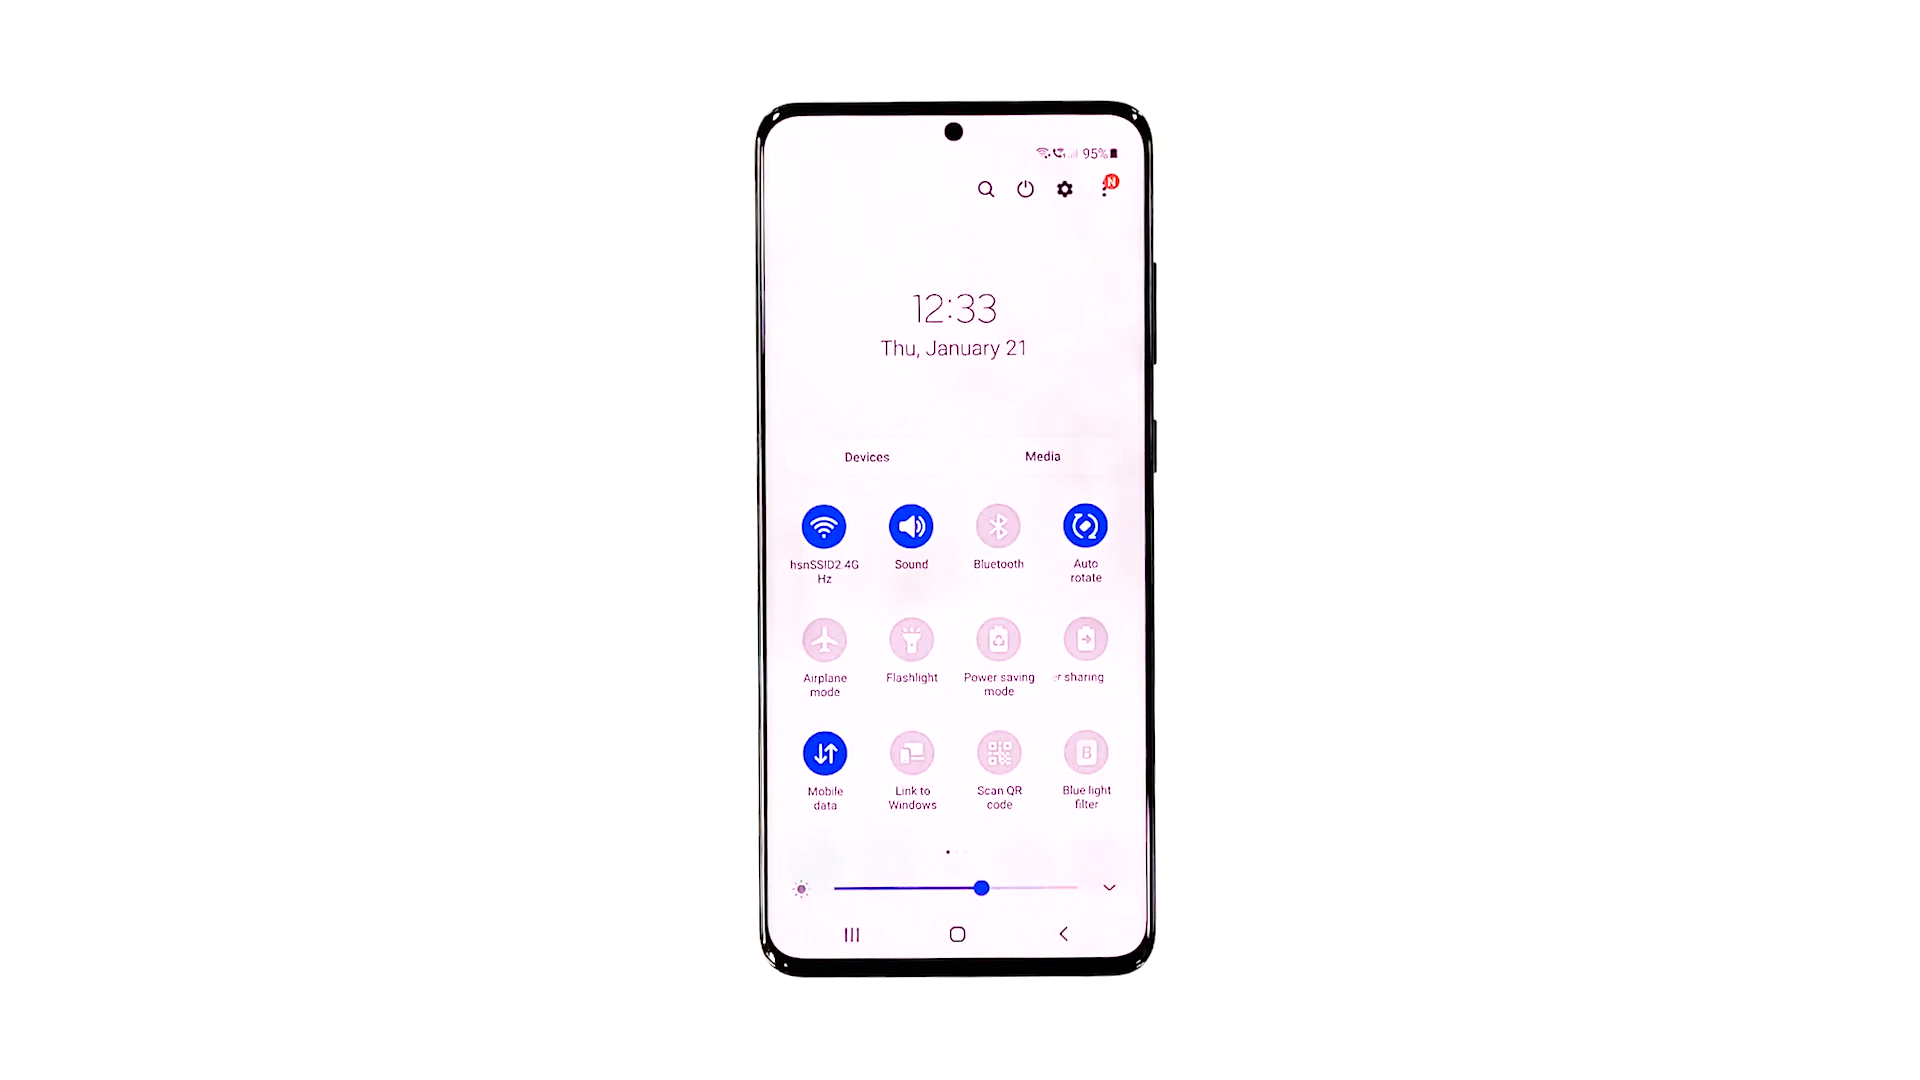 95%
N
12:33
Thu, January 21
Devices Media
hsnSSID2.4G
Hz
Sound
Bluetooth
Auto
rotate
Airplane
mode
Flashlight
Power saving
mode
er sharing
Mobile
data
Link to
Windows
Scan QR
code
B
Blue light
filter